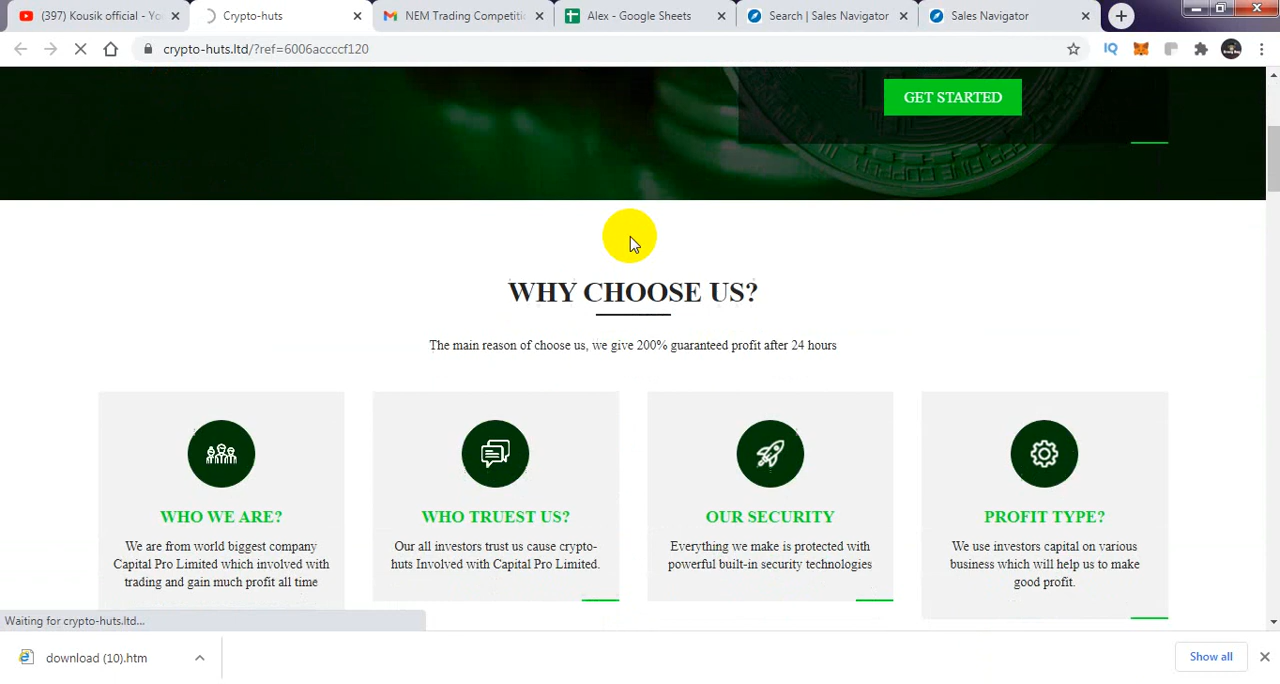 (397) Kousik official - Yo
Crypto-huts
NEM Trading Competiti
Alex - Google Sheets
Search | Sales Navigator
Sales Navigator
crypto-huts.ltd/?ref=6006accccf120
IQ
GET STARTED
WHY CHOOSE US?
The main reason of choose us, we give 200% guaranteed profit after 24 hours
WHO WE ARE?
We are from world biggest company
Capital Pro Limited which involved with
trading and gain much profit all time
WHO TRUEST US?
Our all investors trust us cause crypto-
huts Involved with Capital Pro Limited.
OUR SECURITY
Everything we make is protected with
powerful built-in security technologies
PROFIT TYPE?
We use investors capital on various
business which will help us to make
good profit.
Waiting for crypto-huts.ltd...
download (10).htm
Show all